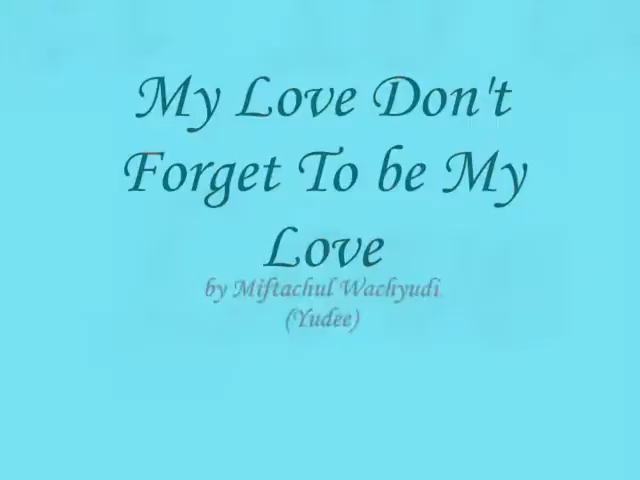 My Love Don't
Forget To be My
Love
by Miftachul Wachyudi
(Yudee)